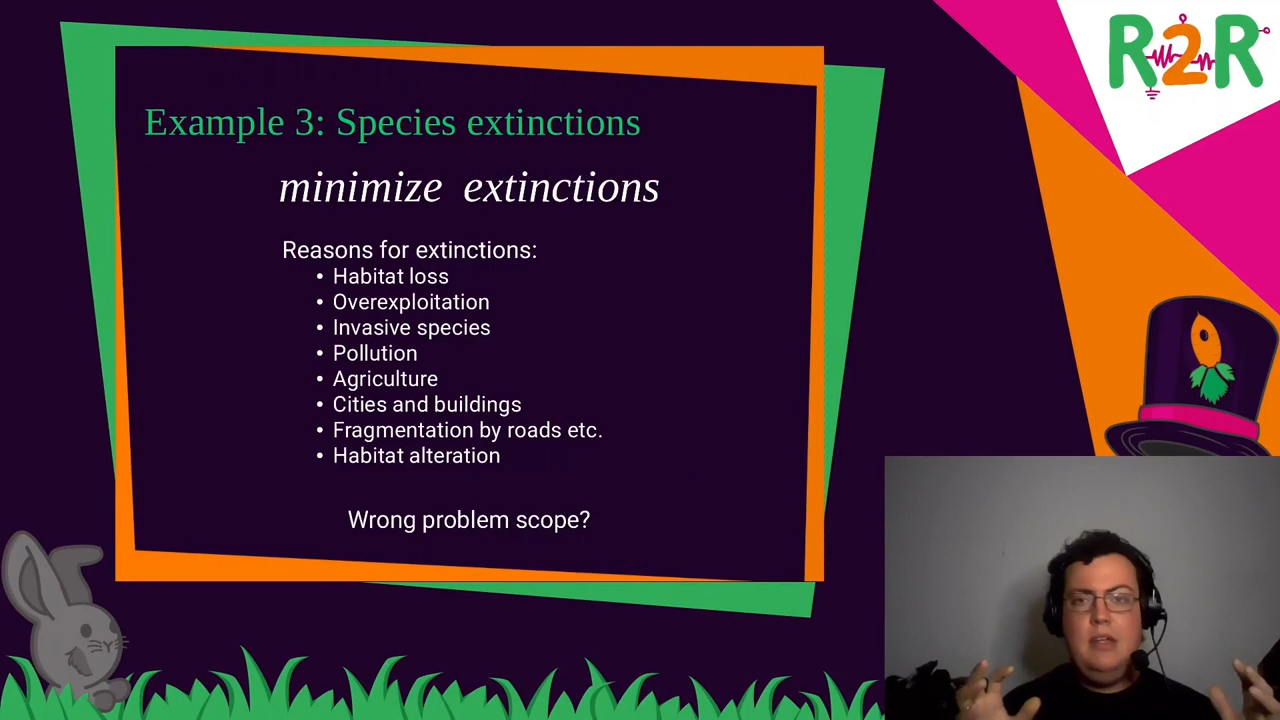 R2R
Example 3: Species extinctions
minimize extinctions
Reasons for extinctions:
• Habitat loss
• Overexploitation
• Invasive species
• Pollution
• Agriculture
• Cities and buildings
• Fragmentation by roads etc.
• Habitat alteration
Wrong problem scope?